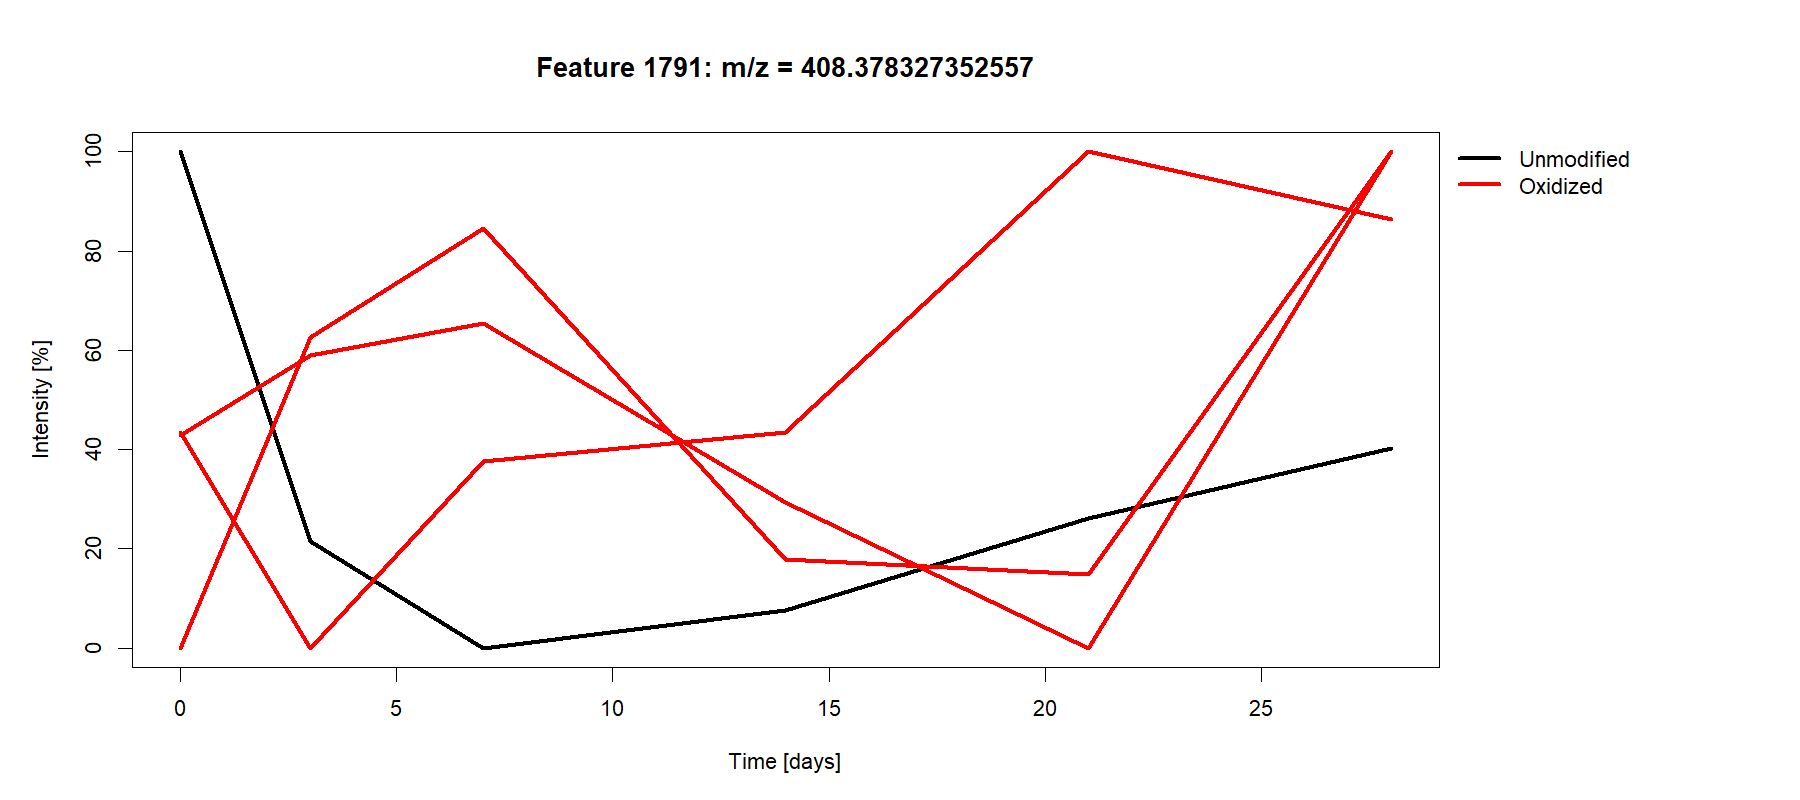 Feature 1791: m/z = 408.378327352557
100
80
60
40
20
0
Intensity [%]
0 5 10 15 20 25
Time [days]
Unmodified
Oxidized